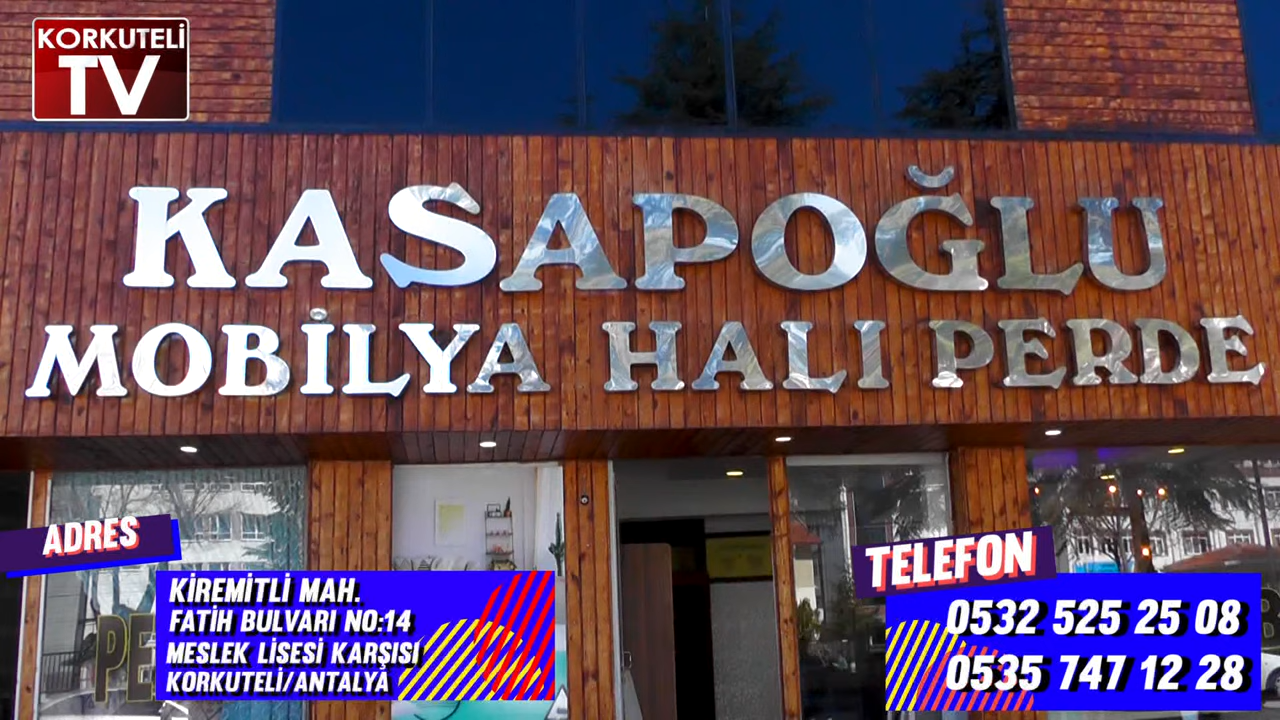 KORKUTELİ
TV
KASAPOĞLU
MOBİLYA HALI PERDE
ADRES
KİREMİTLİ MAH.
FATİH BULVARI NO:14
MESLEK LİSESİ KARŞISI
KORKUTELİ/ANTALYA
TELEFON
0532 525 25 08
0535 747 12 28